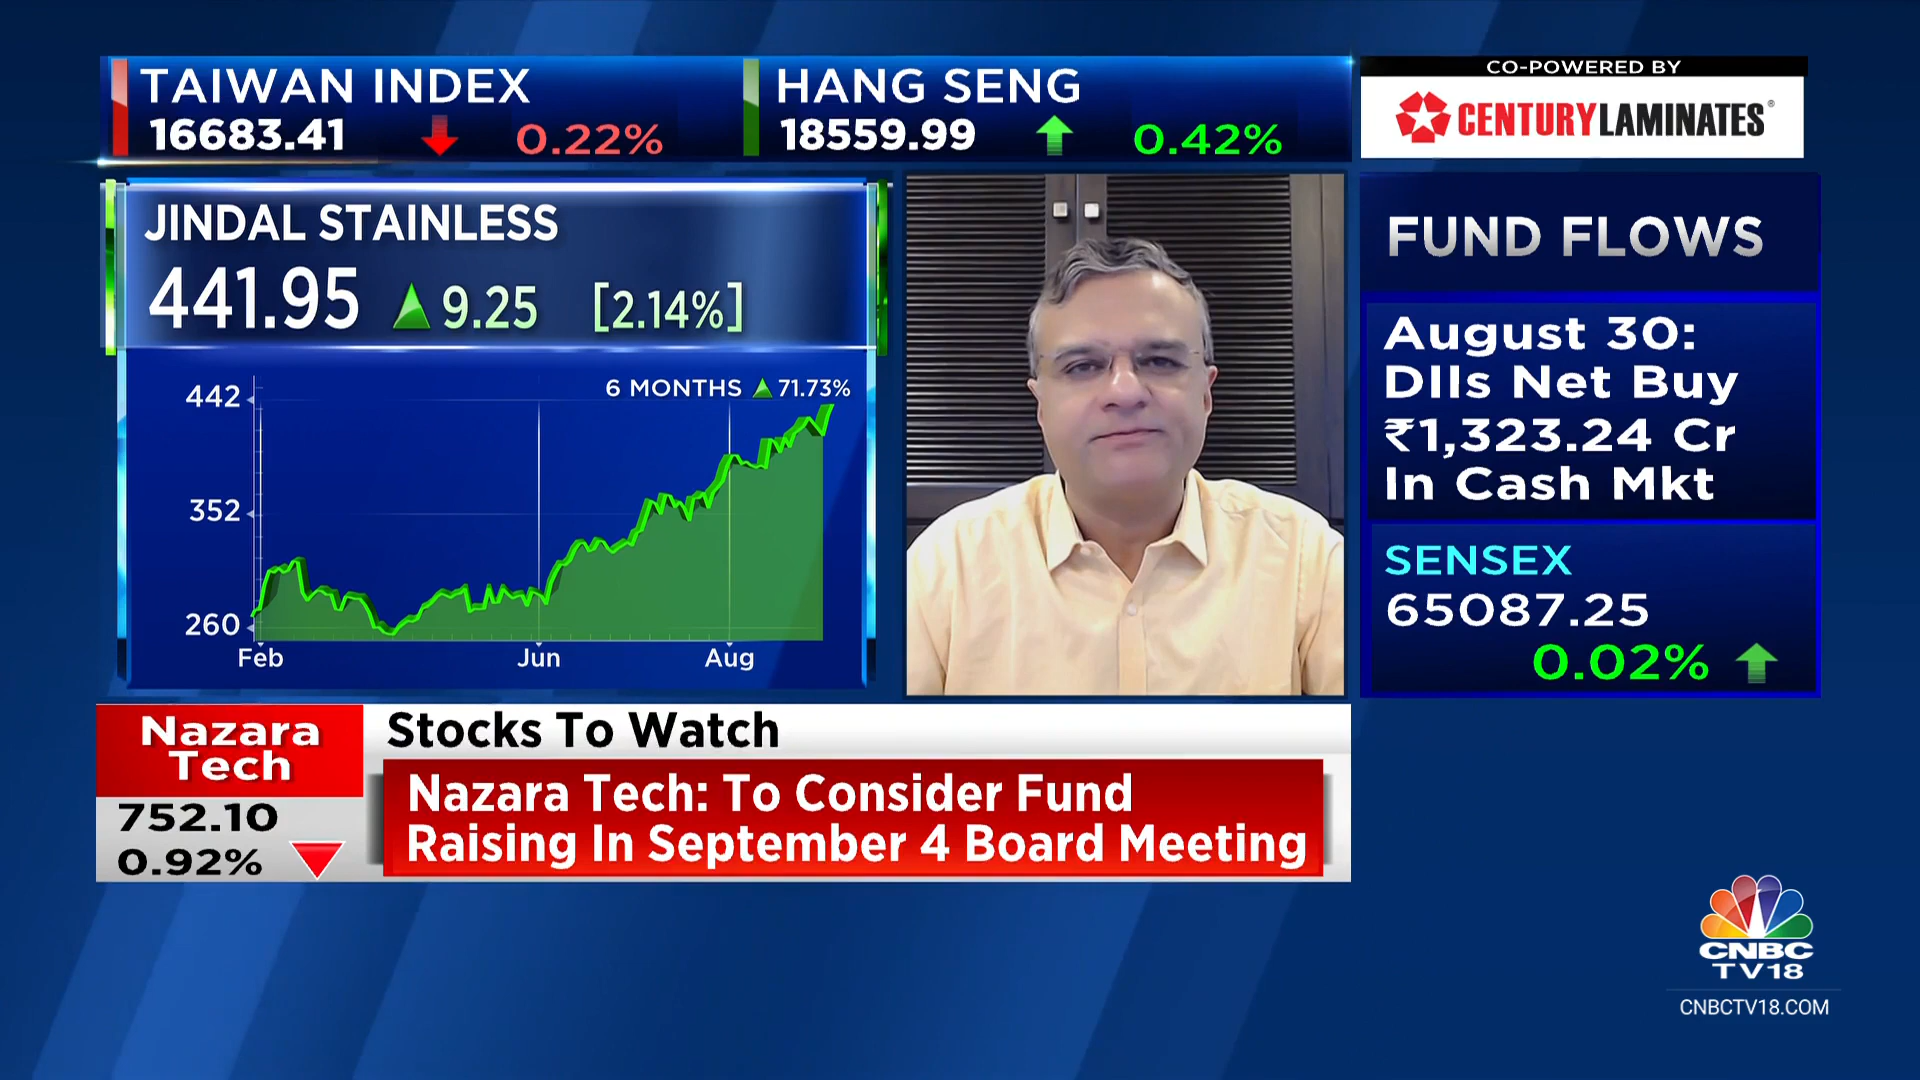 TAIWAN INDEX
16683.41 0.22%
HANG SENG
18559.99 0.42%
CO-POWERED BY
CENTURYLAMINATES®
JINDAL STAINLESS
441.95 9.25 [2.14%]
6 MONTHS 71.73%
442
352
260
Feb Jun Aug
FUND FLOWS
August 30:
DIIs Net Buy
₹1,323.24 Cr
In Cash Mkt
SENSEX
65087.25
0.02%
Nazara
Tech
752.10
0.92%
Stocks To Watch
Nazara Tech: To Consider Fund
Raising In September 4 Board Meeting
CNBC
TV18
CNBCTV18.COM